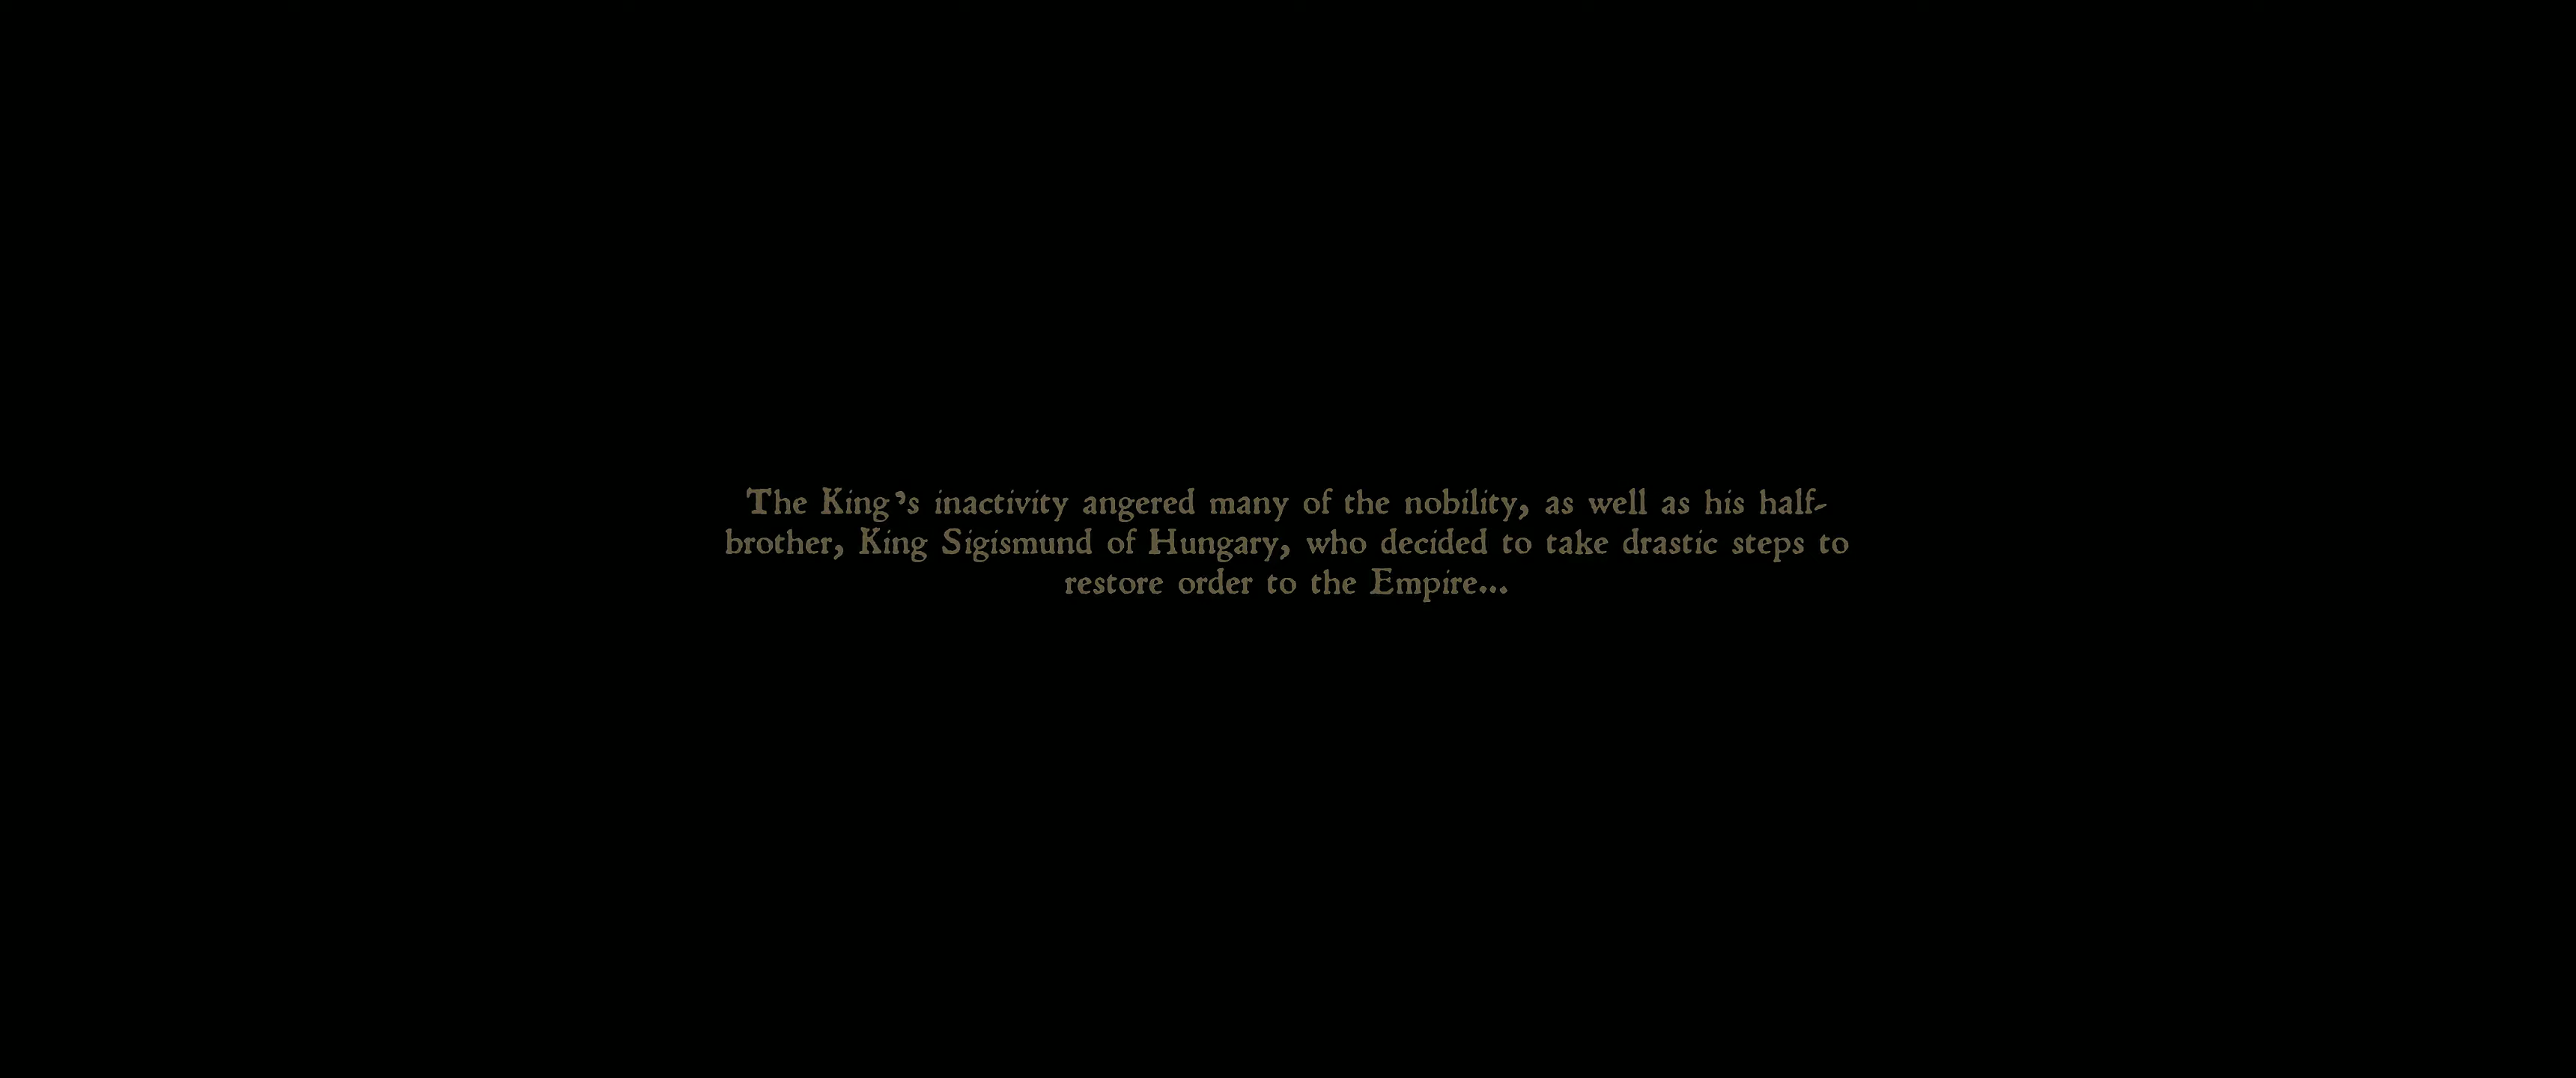 The King's inactivity angered many of the nobility, as well as his half-
brother, King Sigismund of Hungary, who decided to take drastic steps to
restore order to the Empire...